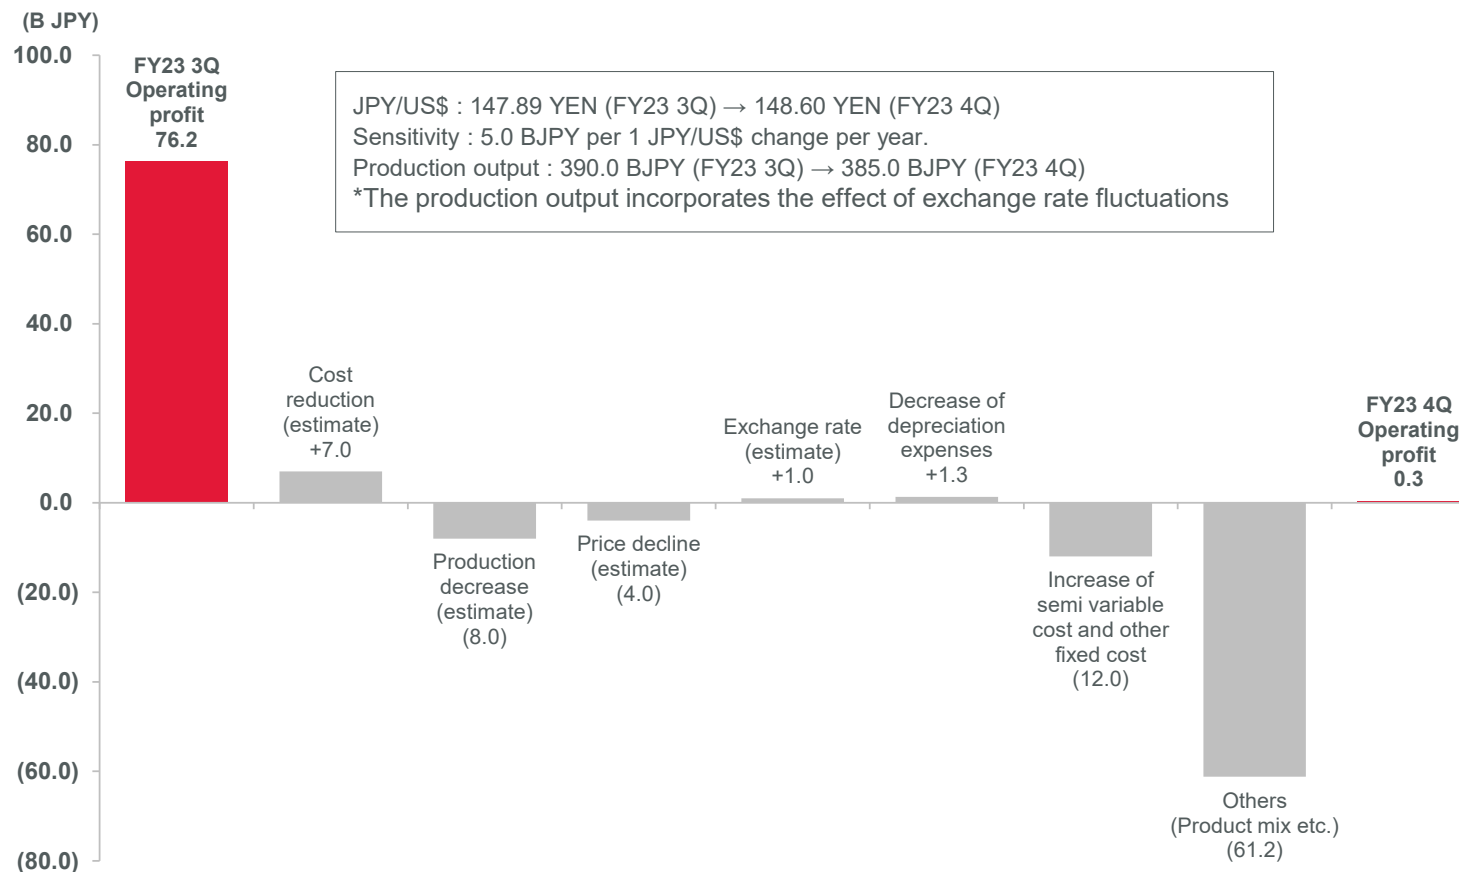 (B JPY)
100.0
80.0
60.0
40.0
20.0
0.0
(20.0)
(40.0)
(60.0)
(80.0)
FY23 3Q
Operating
profit
76.2
JPY/US$ : 147.89 YEN (FY23 3Q) → 148.60 YEN (FY23 4Q)
Sensitivity : 5.0 BJPY per 1 JPY/US$ change per year.
Production output : 390.0 BJPY (FY23 3Q) → 385.0 BJPY (FY23 4Q)
*The production output incorporates the effect of exchange rate fluctuations
Cost
reduction
(estimate)
+7.0
Production
decrease
(estimate)
(8.0)
Price decline
(estimate)
(4.0)
Exchange rate
(estimate)
+1.0
Decrease of
depreciation
expenses
+1.3
Increase of
semi variable
cost and other
fixed cost
(12.0)
Others
(Product mix etc.)
(61.2)
FY23 4Q
Operating
profit
0.3